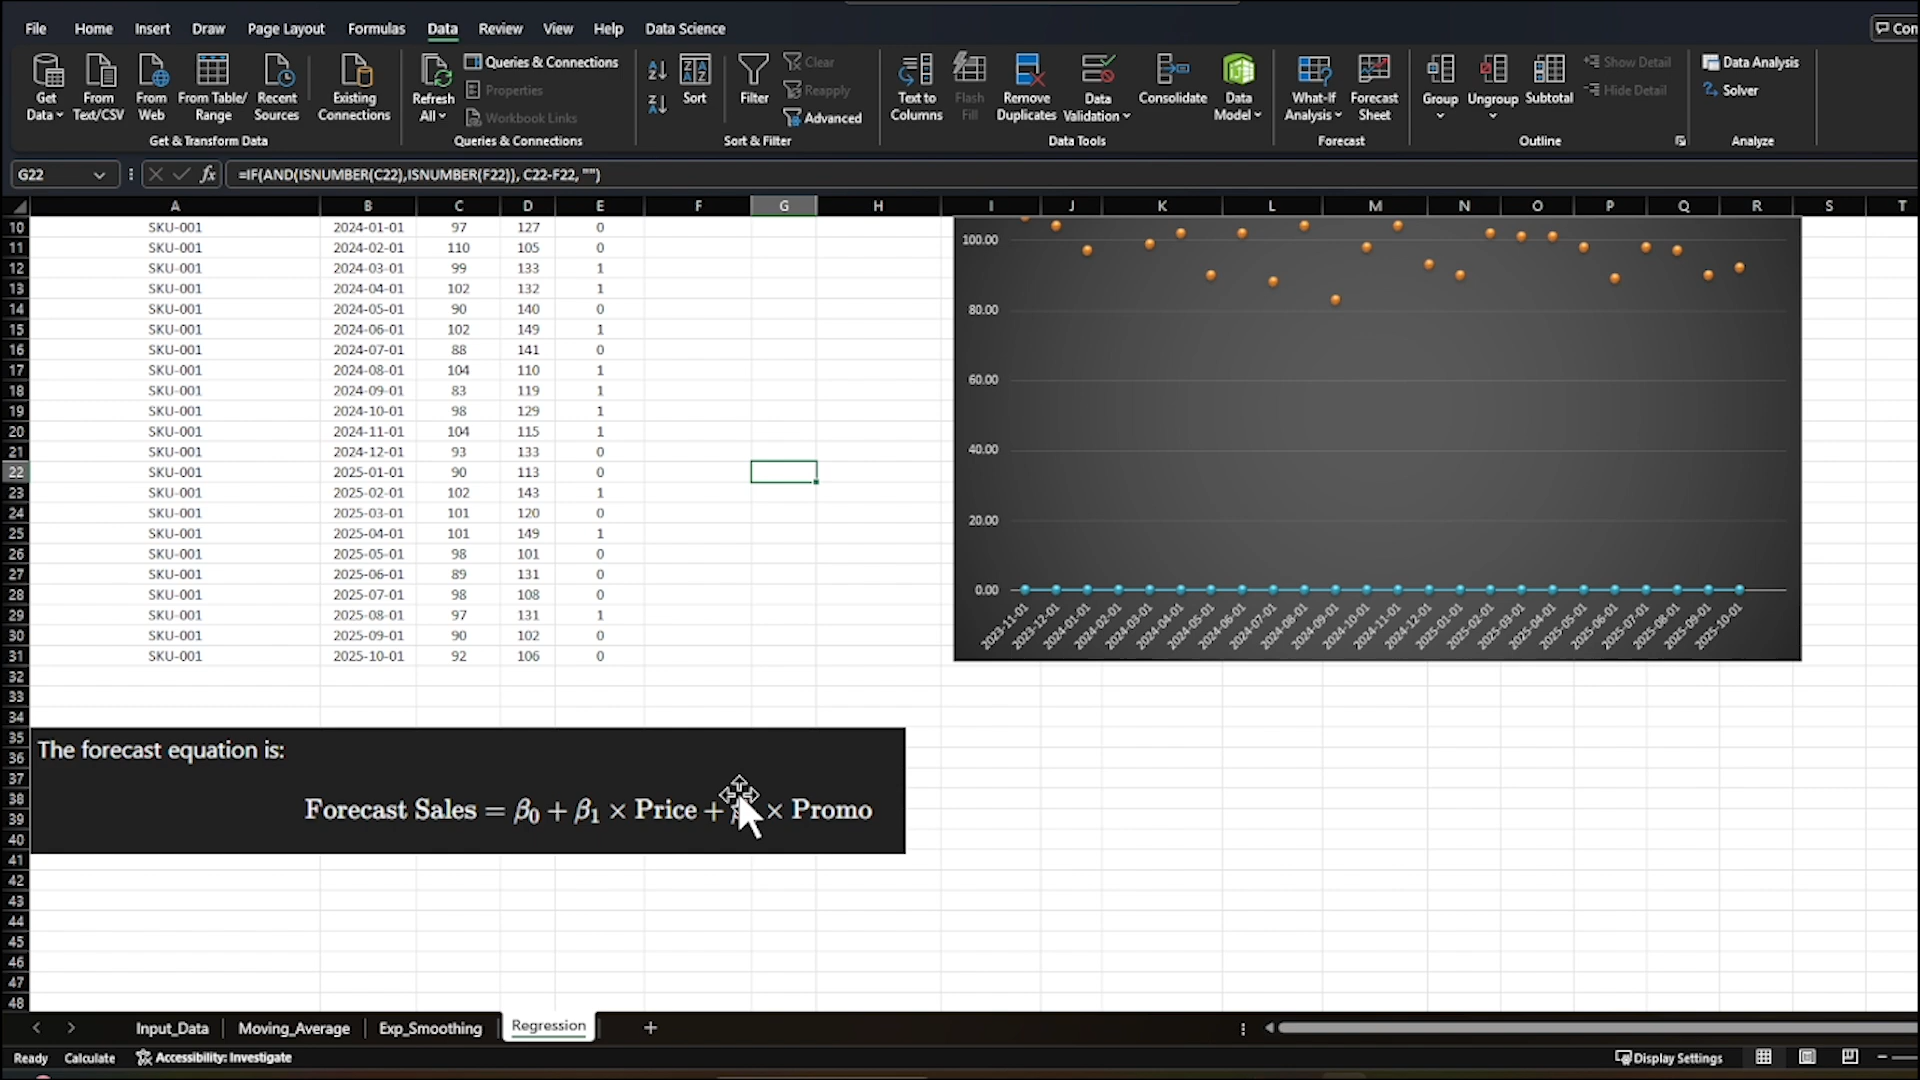 File Home Insert Draw Page Layout Formulas Data Review View Help Data Science
Get Data From Text/CSV From Web From Table/ Range Recent Sources Existing Connections
Get & Transform Data
Refresh All Queries & Connections Properties Workbook Links
Queries & Connections
Sort Filter Clear Reapply Advanced
Sort & Filter
Text to Columns Flash Fill Remove Duplicates Data Validation Consolidate Data Model
Data Tools
What-If Analysis Forecast Sheet
Forecast
Group Ungroup Subtotal Show Detail Hide Detail
Outline
Data Analysis Solver
Analyze
G22 fx =IF(AND(ISNUMBER(C22),ISNUMBER(F22)), C22-F22, "")
A B C D E F G H I J K L M N O P Q R S T
10 SKU-001 2024-01-01 97 127 0
11 SKU-001 2024-02-01 110 105 0
12 SKU-001 2024-03-01 99 133 1
13 SKU-001 2024-04-01 102 132 1
14 SKU-001 2024-05-01 90 140 0
15 SKU-001 2024-06-01 102 149 1
16 SKU-001 2024-07-01 88 141 0
17 SKU-001 2024-08-01 104 110 1
18 SKU-001 2024-09-01 83 119 1
19 SKU-001 2024-10-01 98 129 1
20 SKU-001 2024-11-01 104 115 1
21 SKU-001 2024-12-01 93 133 0
22 SKU-001 2025-01-01 90 113 0
23 SKU-001 2025-02-01 102 143 1
24 SKU-001 2025-03-01 101 120 0
25 SKU-001 2025-04-01 101 149 1
26 SKU-001 2025-05-01 98 101 0
27 SKU-001 2025-06-01 89 131 0
28 SKU-001 2025-07-01 98 108 0
29 SKU-001 2025-08-01 97 131 1
30 SKU-001 2025-09-01 90 102 0
31 SKU-001 2025-10-01 92 106 0
32
33
34
35
36
37
38
39
40
41
42
43
44
45
46
47
48
100.00
80.00
60.00
40.00
20.00
0.00
2023-11-01 2023-12-01 2024-01-01 2024-02-01 2024-03-01 2024-04-01 2024-05-01 2024-06-01 2024-07-01 2024-08-01 2024-09-01 2024-10-01 2024-11-01 2024-12-01 2025-01-01 2025-02-01 2025-03-01 2025-04-01 2025-05-01 2025-06-01 2025-07-01 2025-08-01 2025-09-01 2025-10-01
The forecast equation is:
Forecast Sales = β0 + β1 × Price + × Promo
Input_Data Moving_Average Exp_Smoothing Regression
Ready Calculate Accessibility: Investigate Display Settings